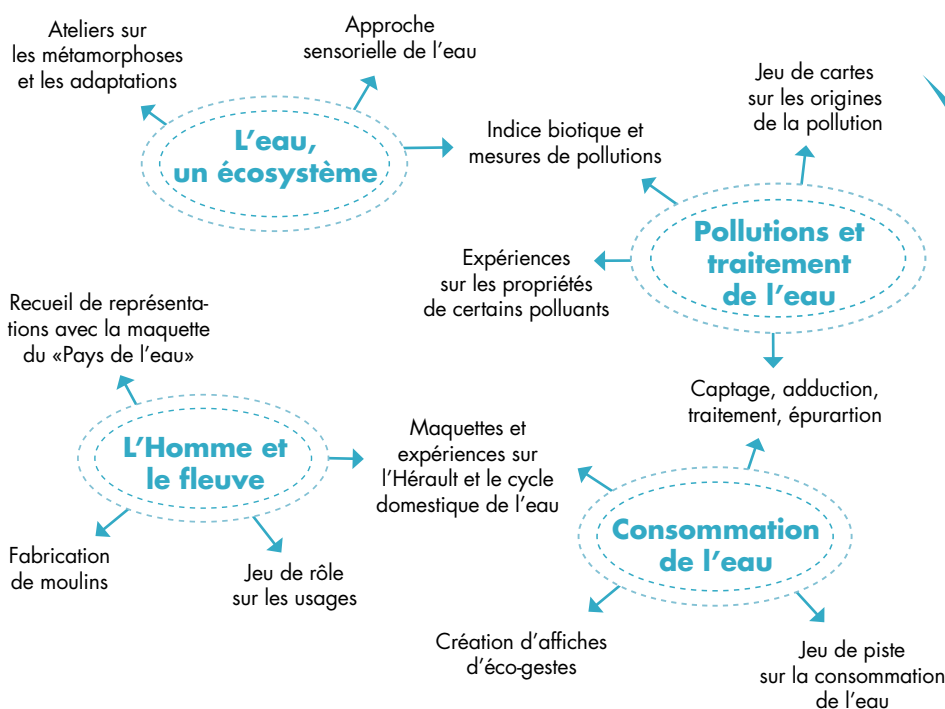 Ateliers sur
les métamorphoses
et les adaptations
Approche
sensorielle de l'eau
L'eau,
un écosystème
Indice biotique et
mesures de pollutions
Jeu de cartes
sur les origines
de la pollution
Pollutions et
traitement
de l'eau
Expériences
sur les propriétés
de certains polluants
Recueil de représenta-
tions avec la maquette
du «Pays de l'eau»
Captage, adduction,
traitement, épurartion
L'Homme et
le fleuve
Maquettes et
expériences sur
l'Hérault et le cycle
domestique de l'eau
Consommation
de l'eau
Fabrication
de moulins
Jeu de rôle
sur les usages
Création d'affiches
d'éco-gestes
Jeu de piste
sur la consommation
de l'eau